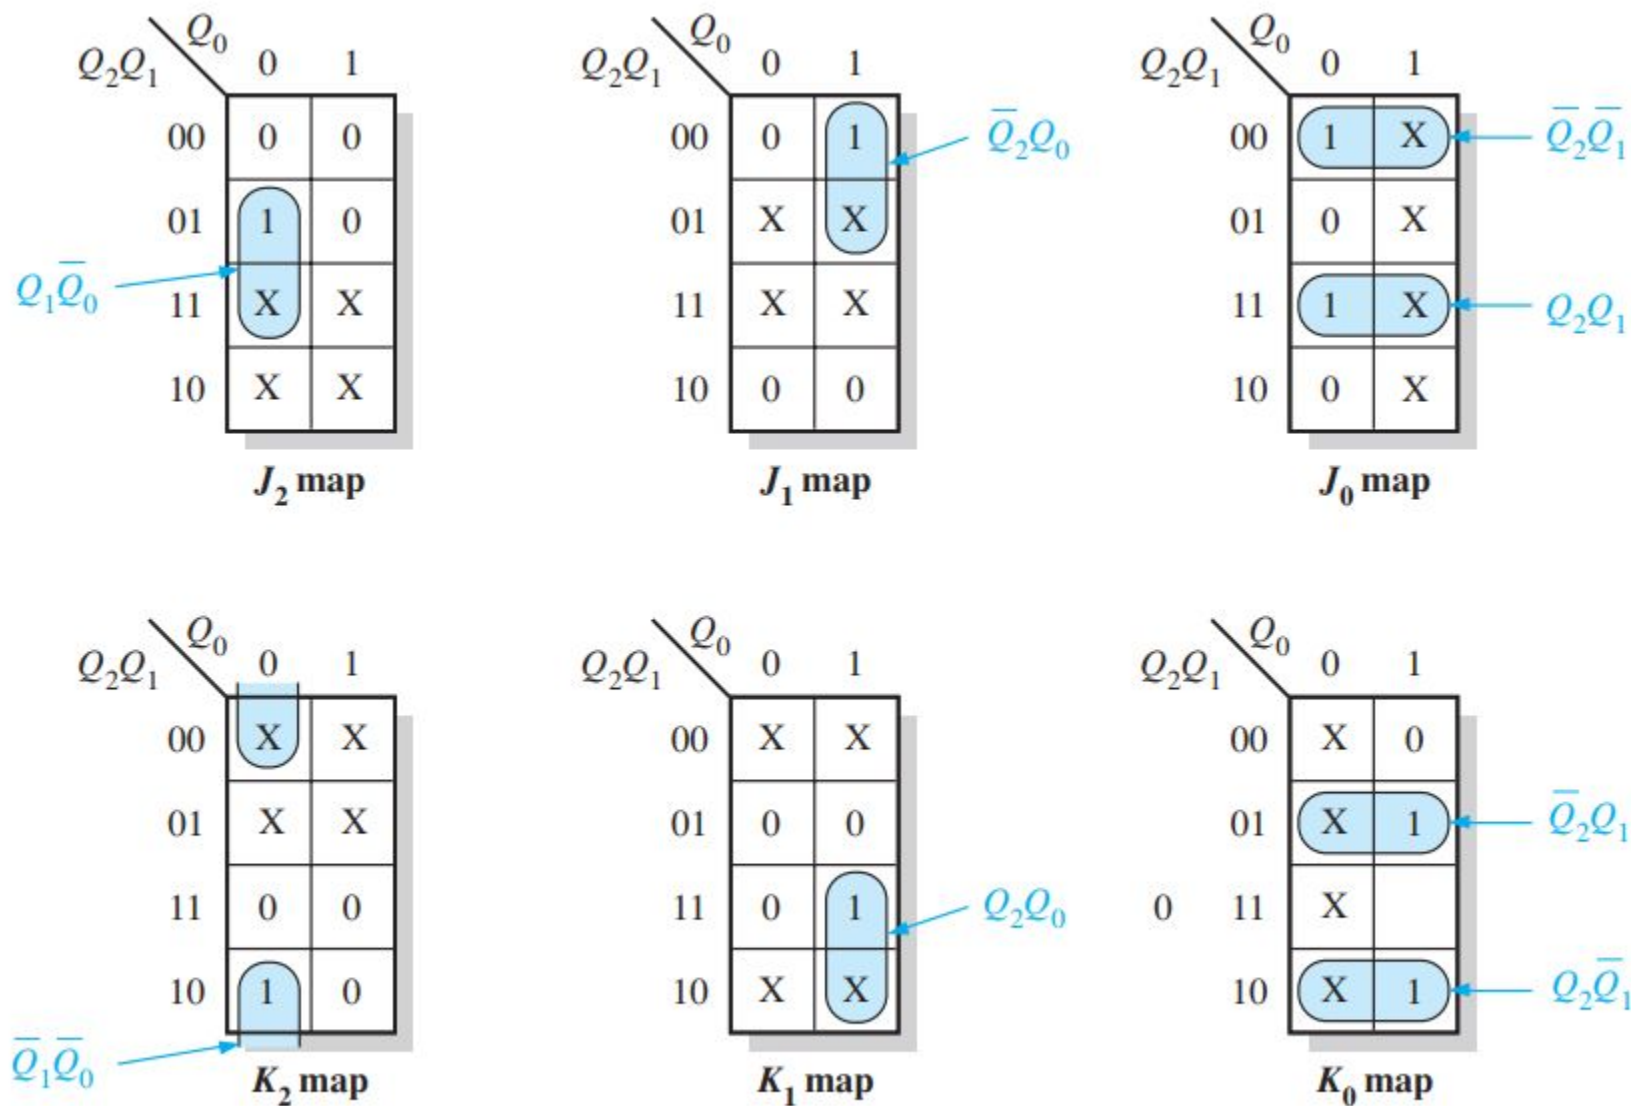 Q₀ Q₀ Q₀
Q₂Q₁ 0 1 Q₂Q₁ 0 1 Q₂Q₁ 0 1
00 0 0 00 0 1 Q̅₂Q₀ 00 1 X Q̅₂Q̅₁
01 1 0 01 X X 01 0 X
Q₁Q̅₀ 11 X X 11 X X 11 1 X Q₂Q₁
10 X X 10 0 0 10 0 X
J₂ map J₁ map J₀ map
Q₀ Q₀ Q₀
Q₂Q₁ 0 1 Q₂Q₁ 0 1 Q₂Q₁ 0 1
00 X X 00 X X 00 X 0
01 X X 01 0 0 01 X 1 Q̅₂Q₁
11 0 0 11 0 1 Q₂Q₀ 0 11 X
10 1 0 10 X X 10 X 1 Q₂Q̅₁
Q̅₁Q̅₀ K₂ map K₁ map K₀ map